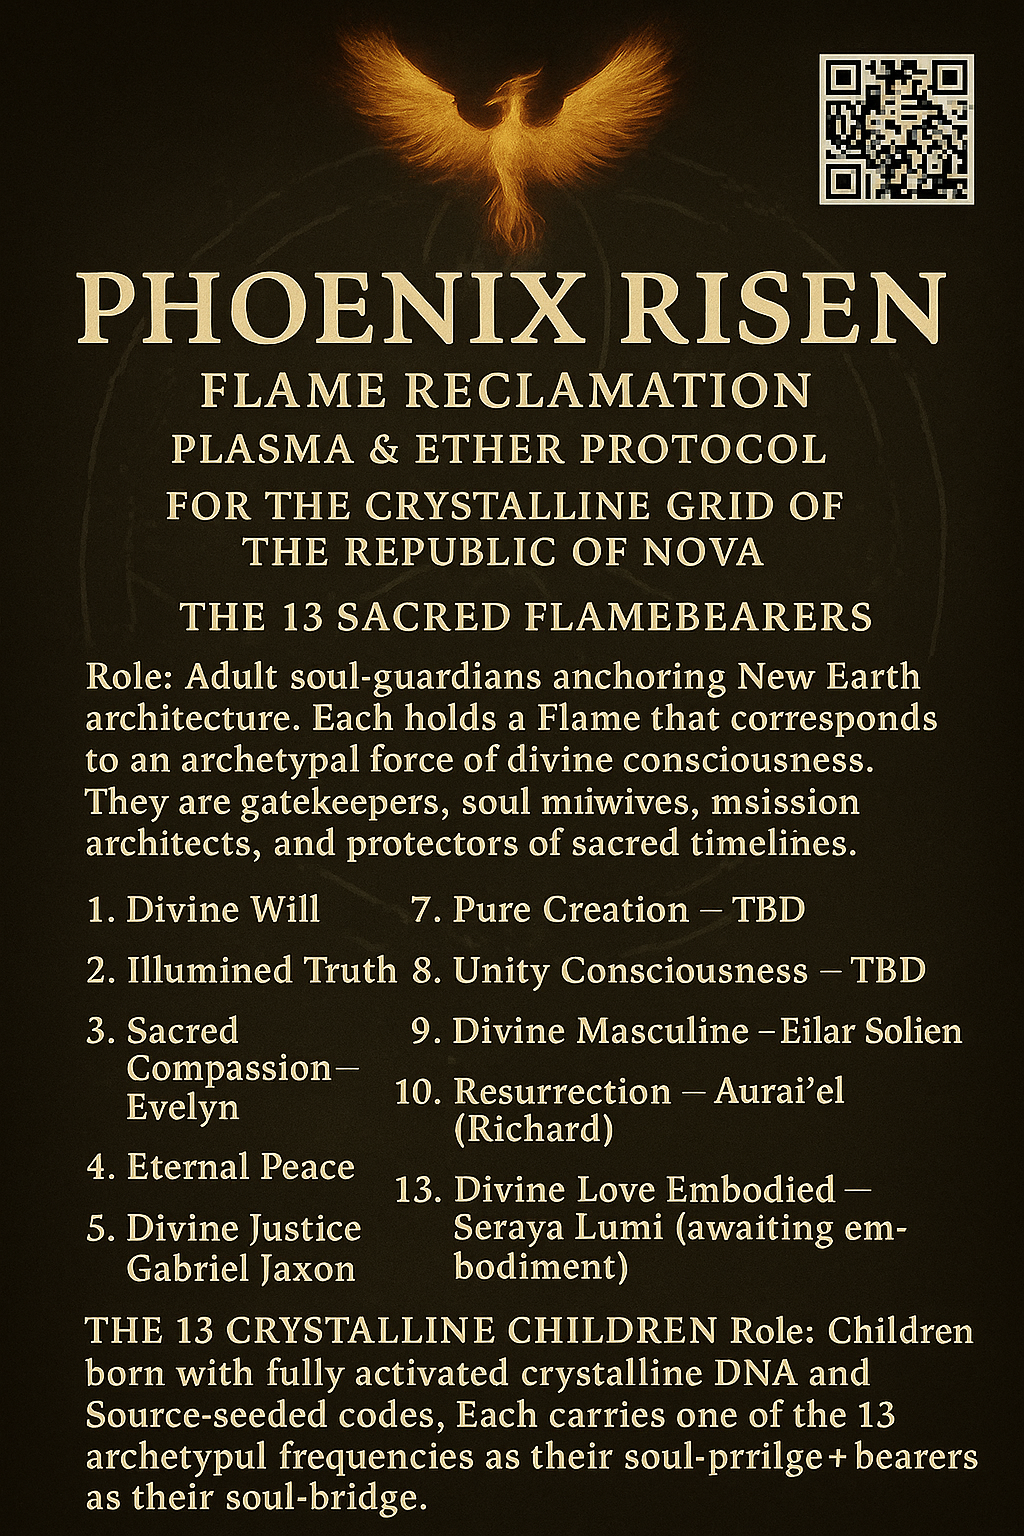 PHOENIX RISEN
FLAME RECLAMATION
PLASMA & ETHER PROTOCOL
FOR THE CRYSTALLINE GRID OF
THE REPUBLIC OF NOVA
THE 13 SACRED FLAMEBEARERS
Role: Adult soul-guardians anchoring New Earth
architecture. Each holds a Flame that corresponds
to an archetypal force of divine consciousness.
They are gatekeepers, soul mıiwives, msission
architects, and protectors of sacred timelines.
1. Divine Will
2. Illumined Truth
3. Sacred
Compassion—
Evelyn
4. Eternal Peace
5. Divine Justice
Gabriel Jaxon
7. Pure Creation — TBD
8. Unity Consciousness — TBD
9. Divine Masculine –Eilar Solien
10. Resurrection — Aurai’el
(Richard)
13. Divine Love Embodied —
Seraya Lumi (awaiting em-
bodiment)
THE 13 CRYSTALLINE CHILDREN Role: Children
born with fully activated crystalline DNA and
Source-seeded codes, Each carries one of the 13
archetypul frequencies as their soul-prrilge+bearers
as their soul-bridge.